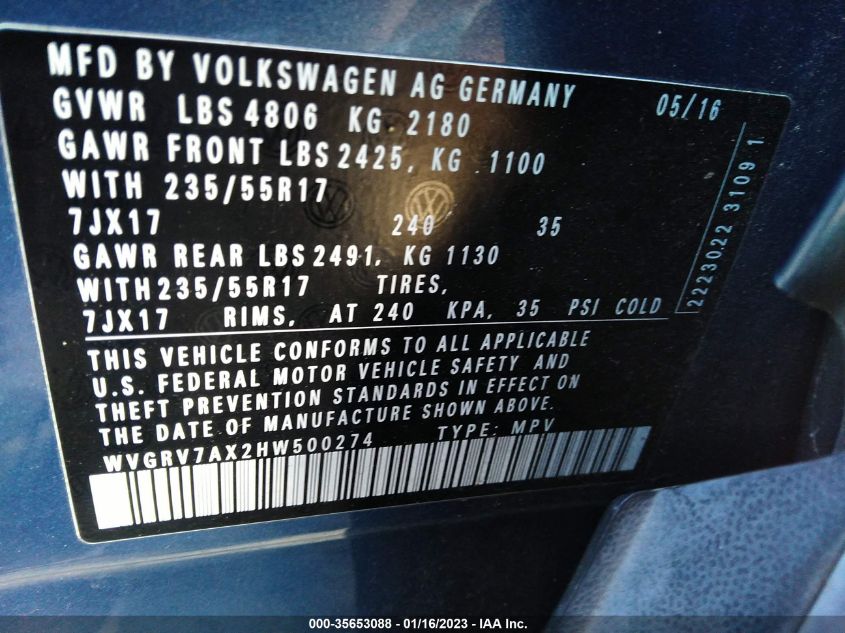 MFD BY VOLKSWAGEN AG GERMANY 05/16
GVWR LBS 4806 KG 2180
GAWR FRONT LBS 2425, KG 1100
WITH 235/55R17
7JX17 240 35
GAWR REAR LBS 2491, KG 1130
WITH 235/55R17 TIRES,
7JX17 RIMS, AT 240 KPA, 35 PSI COLD
THIS VEHICLE CONFORMS TO ALL APPLICABLE
U.S. FEDERAL MOTOR VEHICLE SAFETY AND
THEFT PREVENTION STANDARDS IN EFFECT ON
THE DATE OF MANUFACTURE SHOWN ABOVE.
WVGRV7AX2HW500274 TYPE: MPV
2223022 3109 1
000-35653088 - 01/16/2023 - IAA Inc.